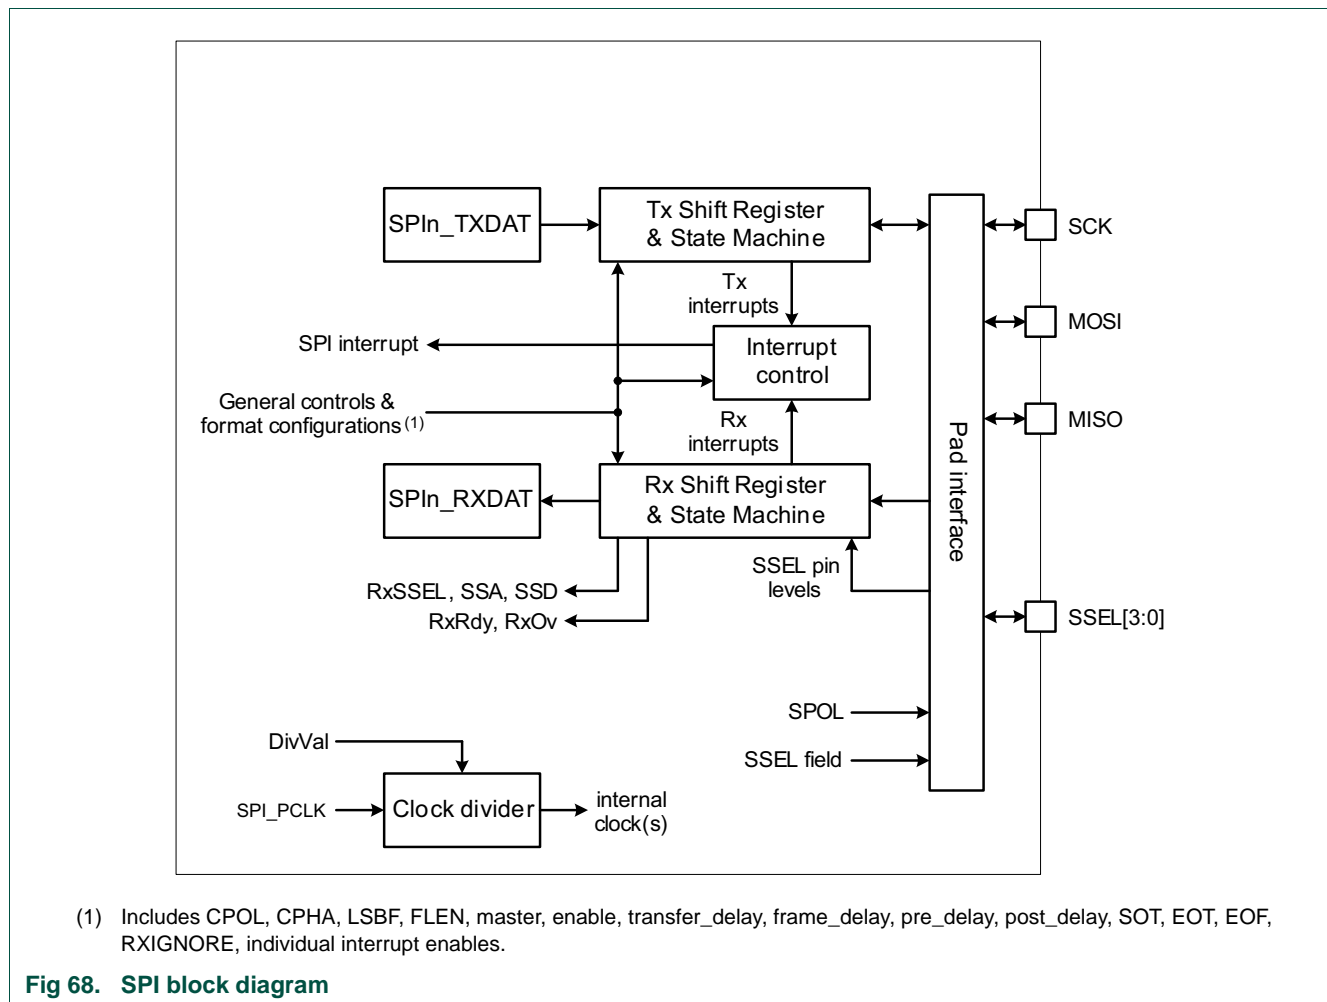 SPIn_TXDAT
Tx Shift Register
& State Machine
SCK
Tx
interrupts
MOSI
SPI interrupt
Interrupt
control
General controls &
format configurations (1)
Rx
interrupts
MISO
Pad interface
SPIn_RXDAT
Rx Shift Register
& State Machine
SSEL pin
levels
RxSSEL, SSA, SSD
RxRdy, RxOv
SSEL[3:0]
SPOL
DivVal
SSEL field
SPI_PCLK
Clock divider
internal
clock(s)
(1) Includes CPOL, CPHA, LSBF, FLEN, master, enable, transfer_delay, frame_delay, pre_delay, post_delay, SOT, EOT, EOF,
RXIGNORE, individual interrupt enables.
Fig 68. SPI block diagram